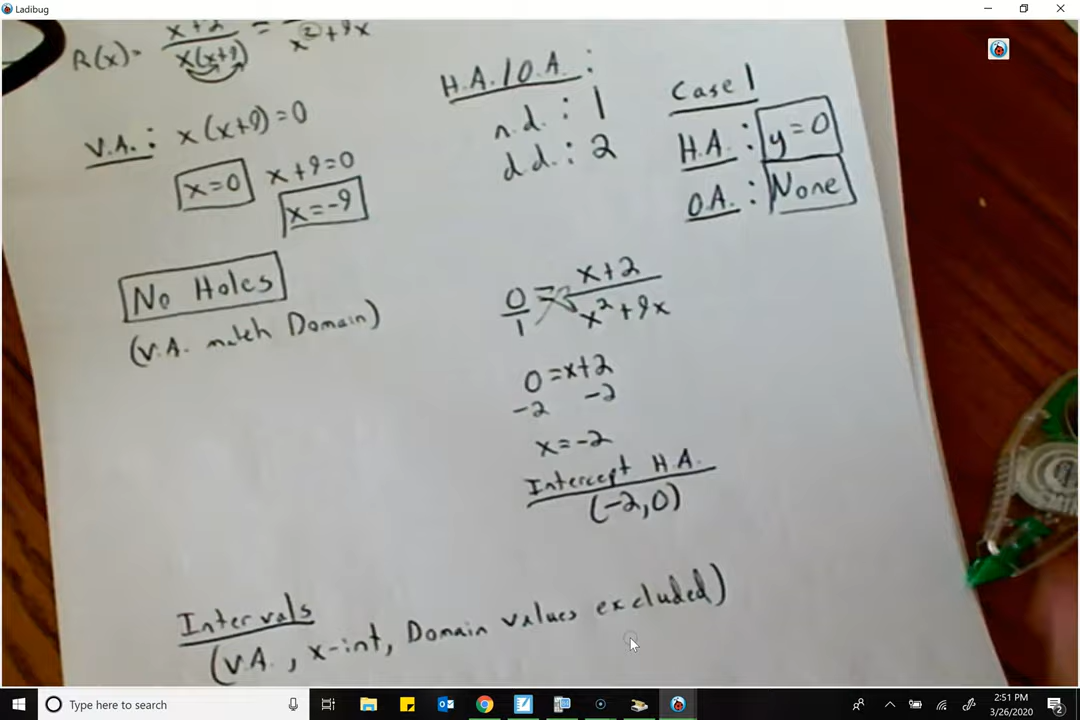 Ladibug
R(x) = x+2 / x(x+9) = / x²+9x
V.A.: x(x+9)=0
x=0 x+9=0
x=-9
No Holes
(V.A. match Domain)
H.A./O.A.:
n.d.: 1
d.d.: 2
Case 1
H.A.: y=0
O.A.: None
0/1 = x+2 / x²+9x
0=x+2
-2 -2
x=-2
Intercept H.A.
(-2,0)
Intervals
(V.A., x-int, Domain values excluded)
Type here to search
2:51 PM
3/26/2020
2